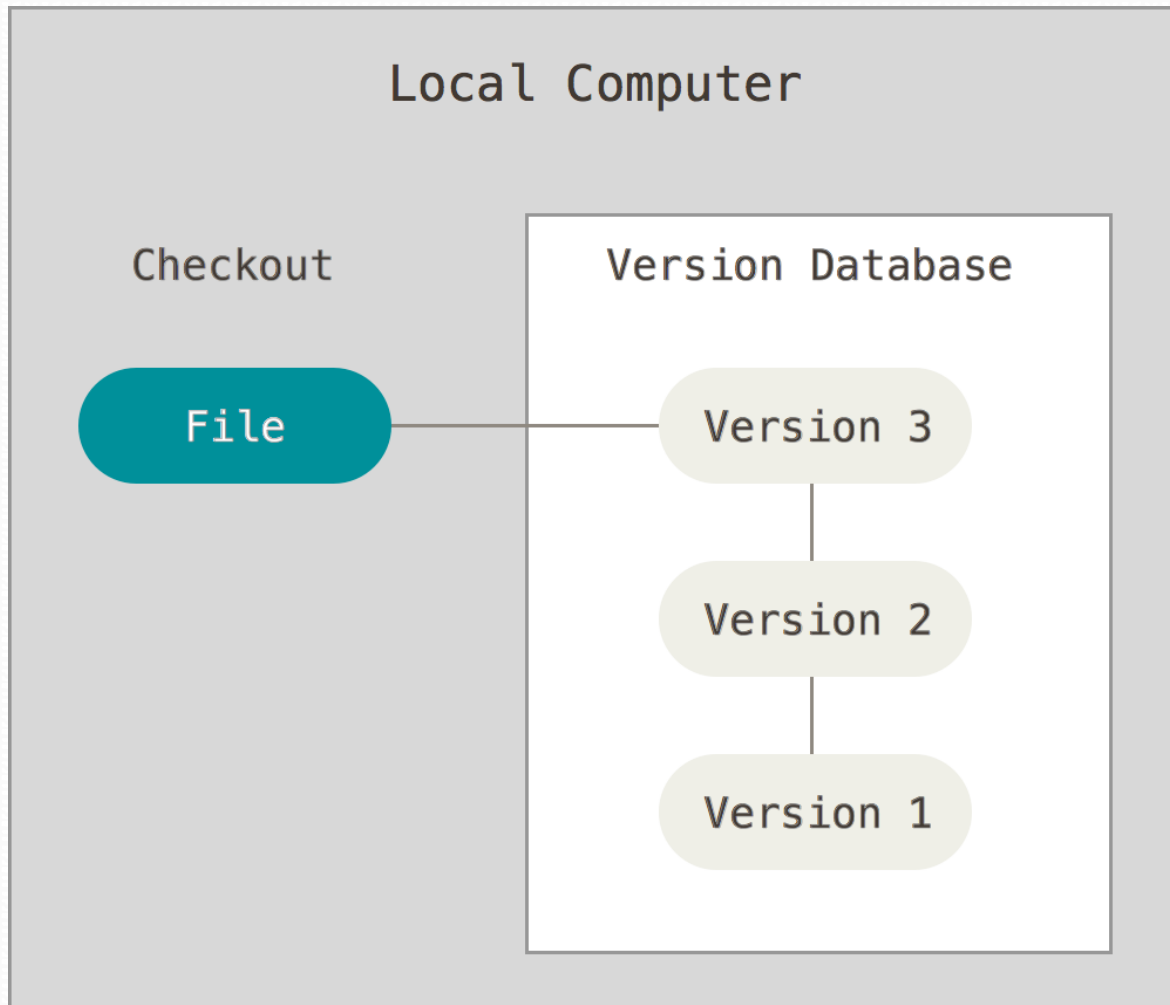 Local Computer
Checkout
Version Database
File
Version 3
Version 2
Version 1